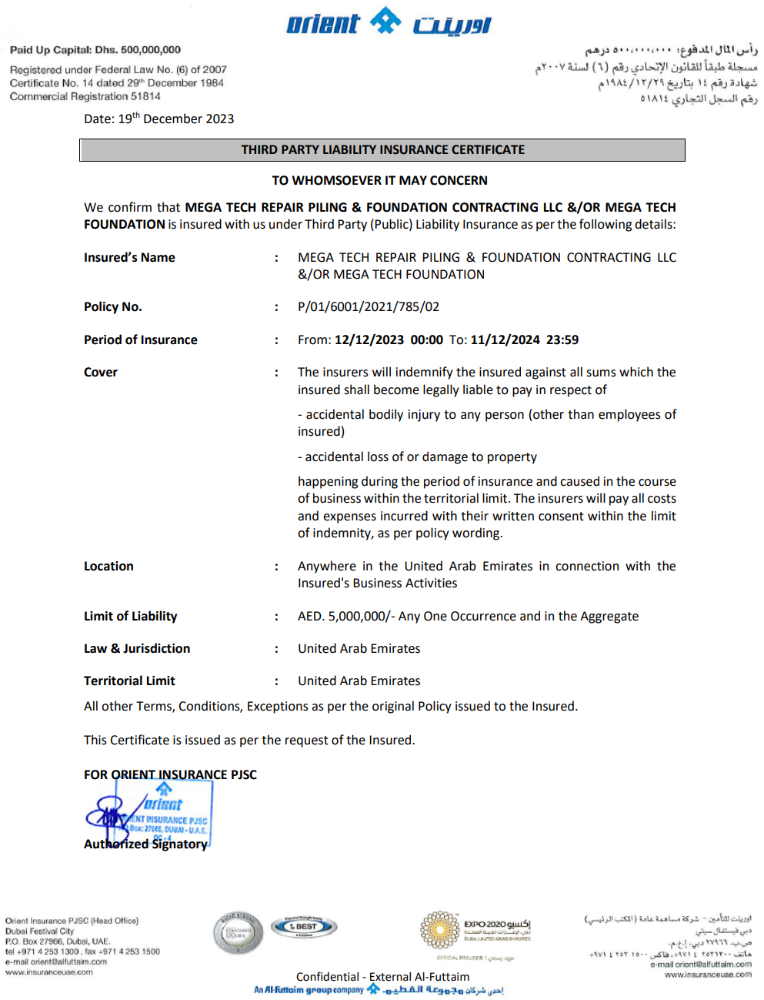 orient اورينت
Paid Up Capital: Dhs. 500,000,000
Registered under Federal Law No. (6) of 2007
Certificate No. 14 dated 29th December 1984
Commercial Registration 51814
رأس المال المدفوع: ٥٠٠,٠٠٠,٠٠٠ درهم
مسجلة طبقاً للقانون الإتحادي رقم (٦) لسنة ٢٠٠٧م
شهادة رقم ١٤ بتاريخ ١٩٨٤/١٢/٢٩م
رقم السجل التجاري ٥١٨١٤
Date: 19th December 2023
THIRD PARTY LIABILITY INSURANCE CERTIFICATE
TO WHOMSOEVER IT MAY CONCERN
We confirm that MEGA TECH REPAIR PILING & FOUNDATION CONTRACTING LLC &/OR MEGA TECH
FOUNDATION is insured with us under Third Party (Public) Liability Insurance as per the following details:
Insured's Name : MEGA TECH REPAIR PILING & FOUNDATION CONTRACTING LLC
&/OR MEGA TECH FOUNDATION
Policy No. : P/01/6001/2021/785/02
Period of Insurance : From: 12/12/2023 00:00 To: 11/12/2024 23:59
Cover : The insurers will indemnify the insured against all sums which the
insured shall become legally liable to pay in respect of
- accidental bodily injury to any person (other than employees of
insured)
- accidental loss of or damage to property
happening during the period of insurance and caused in the course
of business within the territorial limit. The insurers will pay all costs
and expenses incurred with their written consent within the limit
of indemnity, as per policy wording.
Location : Anywhere in the United Arab Emirates in connection with the
Insured's Business Activities
Limit of Liability : AED. 5,000,000/- Any One Occurrence and in the Aggregate
Law & Jurisdiction : United Arab Emirates
Territorial Limit : United Arab Emirates
All other Terms, Conditions, Exceptions as per the original Policy issued to the Insured.
This Certificate is issued as per the request of the Insured.
FOR ORIENT INSURANCE PJSC
orient
ENT INSURANCE PJSC
Box: 27966, DUBAI - U.A.E.
Authorized Signatory
Orient Insurance PJSC (Head Office)
Dubai Festival City
P.O. Box 27966, Dubai, UAE.
tel +971 4 253 1300 , fax +971 4 253 1500
e-mail orient@alfuttaim.com
www.insuranceuae.com
RATED STRONG
STANDARD
BEST
EXPO 2020 إكسبو
دبي، الإمارات العربية المتحدة
DUBAI, UNITED ARAB EMIRATES
OFFICIAL PROVIDER | مزود رسمي
اورينت للتأمين - شركة مساهمة عامة (المكتب الرئيسي)
دبي فيستفال سيتي
ص.ب. ٢٧٩٦٦ دبي، إ.ع.م.
هاتف ١٣٠٠ ٢٥٣ ٤ ٩٧١+، فاكس ١٥٠٠ ٢٥٣ ٤ ٩٧١+
e-mail orient@alfuttaim.com
www.insuranceuae.com
Confidential - External Al-Futtaim
An Al-Futtaim group company إحدى شركات مجموعة الفطيم